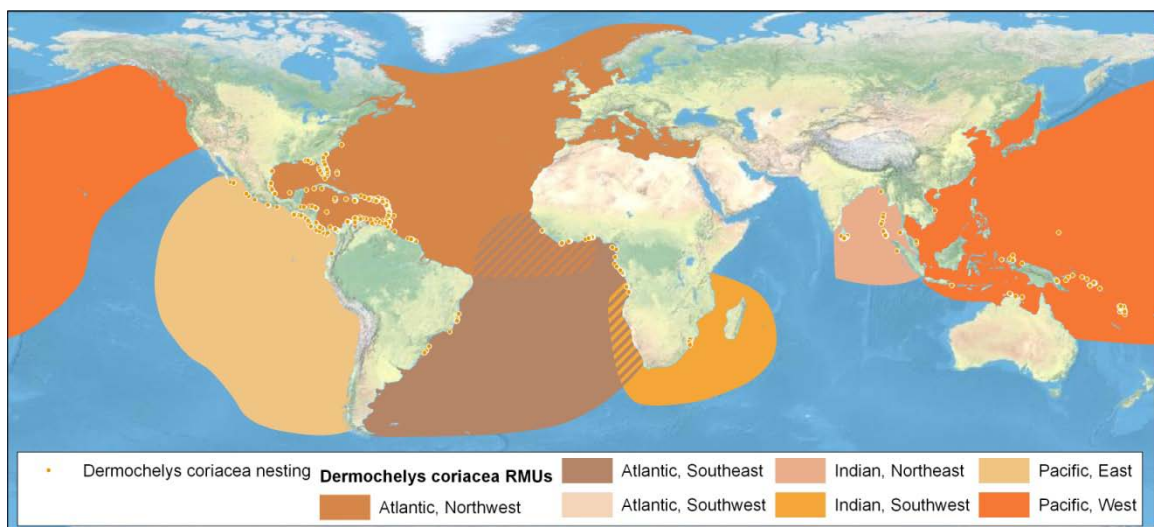 Dermochelys coriacea nesting
Dermochelys coriacea RMUs
Atlantic, Northwest
Atlantic, Southeast
Atlantic, Southwest
Indian, Northeast
Indian, Southwest
Pacific, East
Pacific, West